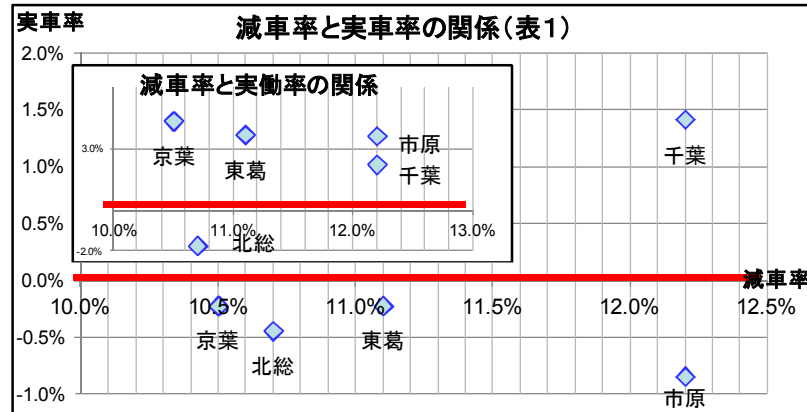 実車率
減車率と実車率の関係(表1)
2.0%
1.5%
1.0%
0.5%
0.0%
-0.5%
-1.0%
減車率と実働率の関係
3.0%
-2.0%
京葉
東葛
市原
千葉
北総
10.0%
11.0%
12.0%
13.0%
千葉
減車率
10.0%
10.5%
11.0%
11.5%
12.0%
12.5%
京葉
北総
東葛
市原